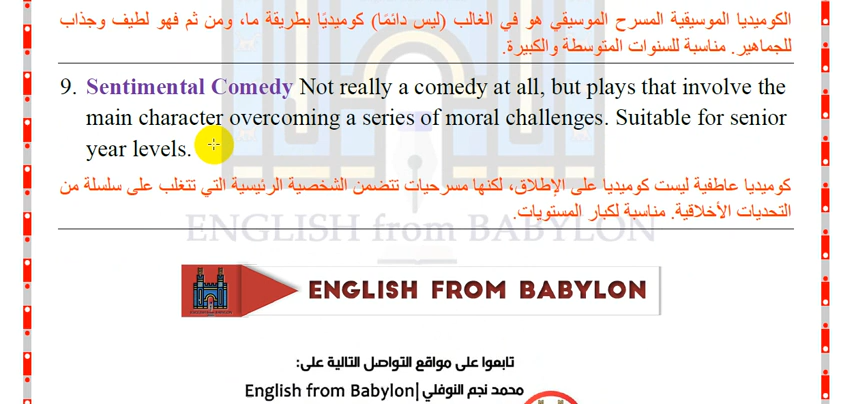 الكوميديا الموسيقية المسرح الموسيقي هو في الغالب (ليس دائمًا) كوميديًا بطريقة ما، ومن ثم فهو لطيف وجذاب
للجماهير. مناسبة للسنوات المتوسطة والكبيرة.
9. Sentimental Comedy Not really a comedy at all, but plays that involve the
main character overcoming a series of moral challenges. Suitable for senior
year levels.
كوميديا عاطفية ليست كوميديا على الإطلاق، لكنها مسرحيات تتضمن الشخصية الرئيسية التي تتغلب على سلسلة من
التحديات الأخلاقية. مناسبة لكبار المستويات.
ENGLISH from BABYLON
ENGLISH FROM BABYLON
تابعوا على مواقع التواصل التالية على:
محمد نجم النوفلي|English from Babylon